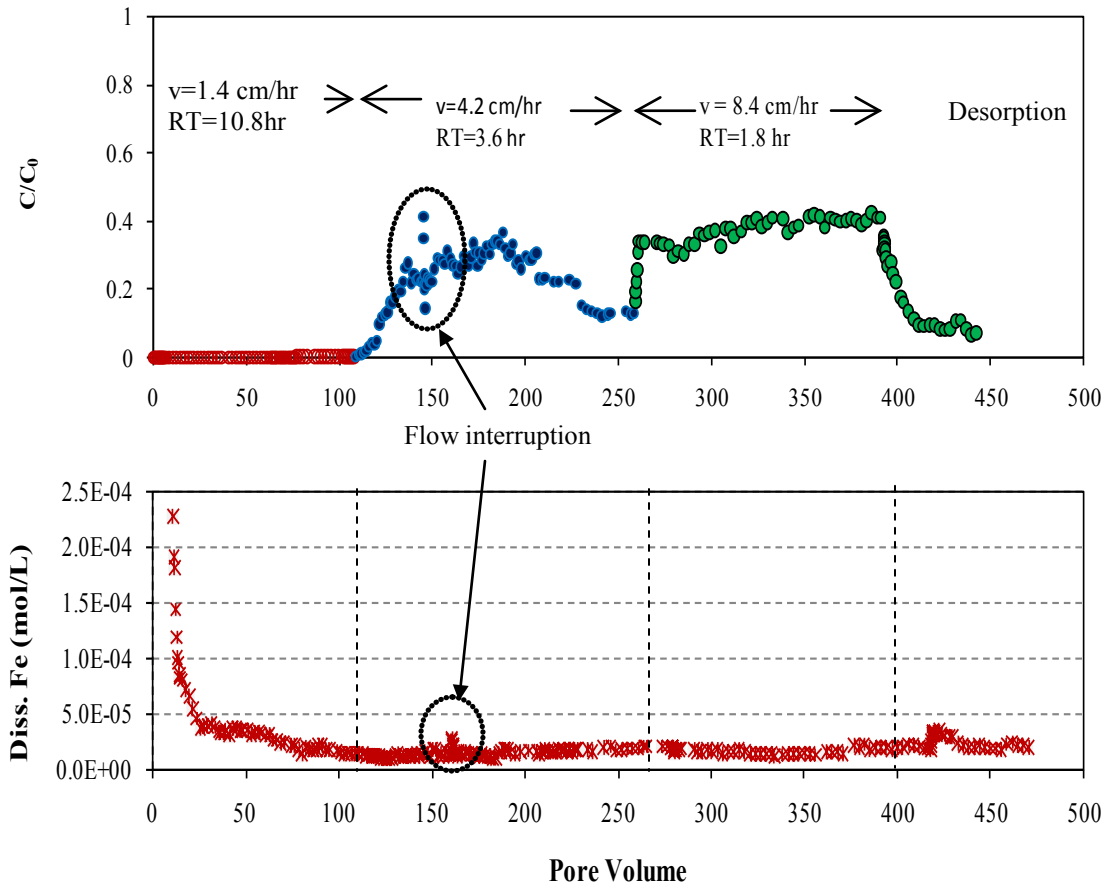 1
0.8
0.6
0.4
0.2
0
C/C₀
v=1.4 cm/hr
RT=10.8hr
v=4.2 cm/hr
RT=3.6 hr
v = 8.4 cm/hr
RT=1.8 hr
Desorption
0 50 100 150 200 250 300 350 400 450 500
Flow interruption
2.5E-04
2.0E-04
1.5E-04
1.0E-04
5.0E-05
0.0E+00
Diss. Fe (mol/L)
0 50 100 150 200 250 300 350 400 450 500
Pore Volume